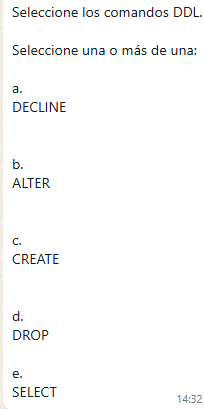 Seleccione los comandos DDL.
Seleccione una o más de una:
a.
DECLINE
b.
ALTER
c.
CREATE
d.
DROP
e.
SELECT
14:32